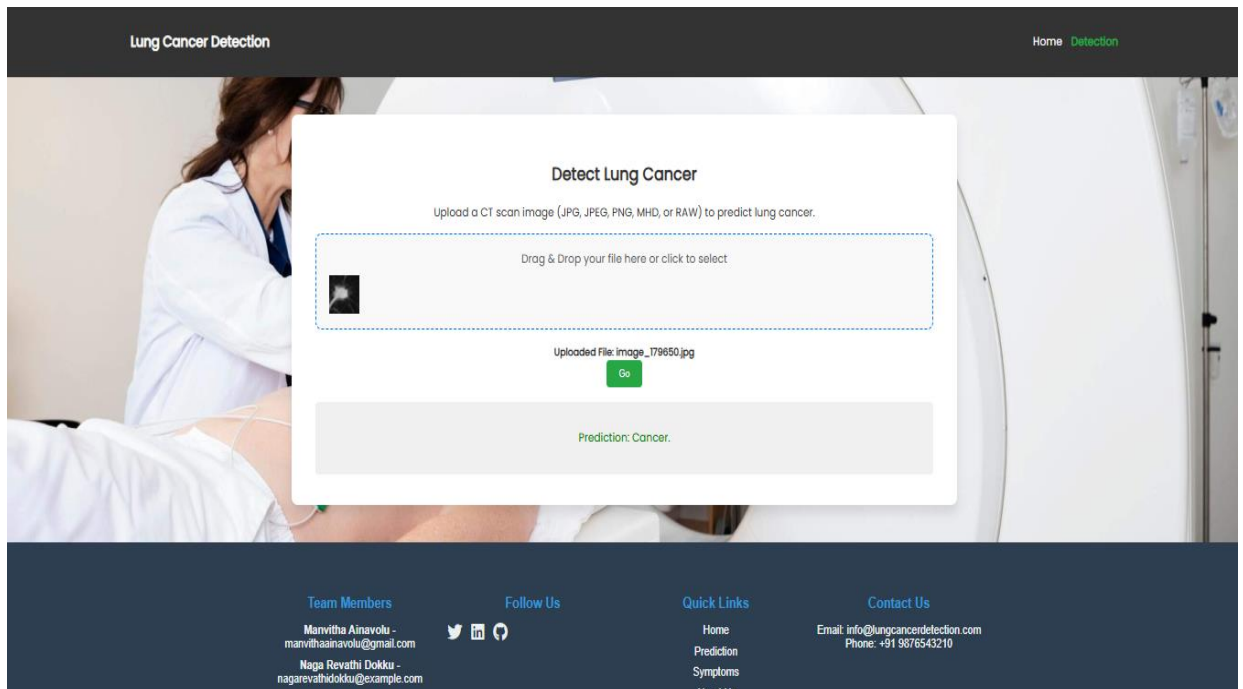 Lung Cancer Detection
Home Detection
Detect Lung Cancer
Upload a CT scan image (JPG, JPEG, PNG, MHD, or RAW) to predict lung cancer.
Drag & Drop your file here or click to select
Uploaded File: image_179650.jpg
Go
Prediction: Cancer.
Team Members
Manvitha Ainavolu -
manvithaainavolu@gmail.com
Naga Revathi Dokku -
nagarevathidokku@example.com
Follow Us
Quick Links
Home
Prediction
Symptoms
Contact Us
Email: info@lungcancerdetection.com
Phone: +91 9876543210